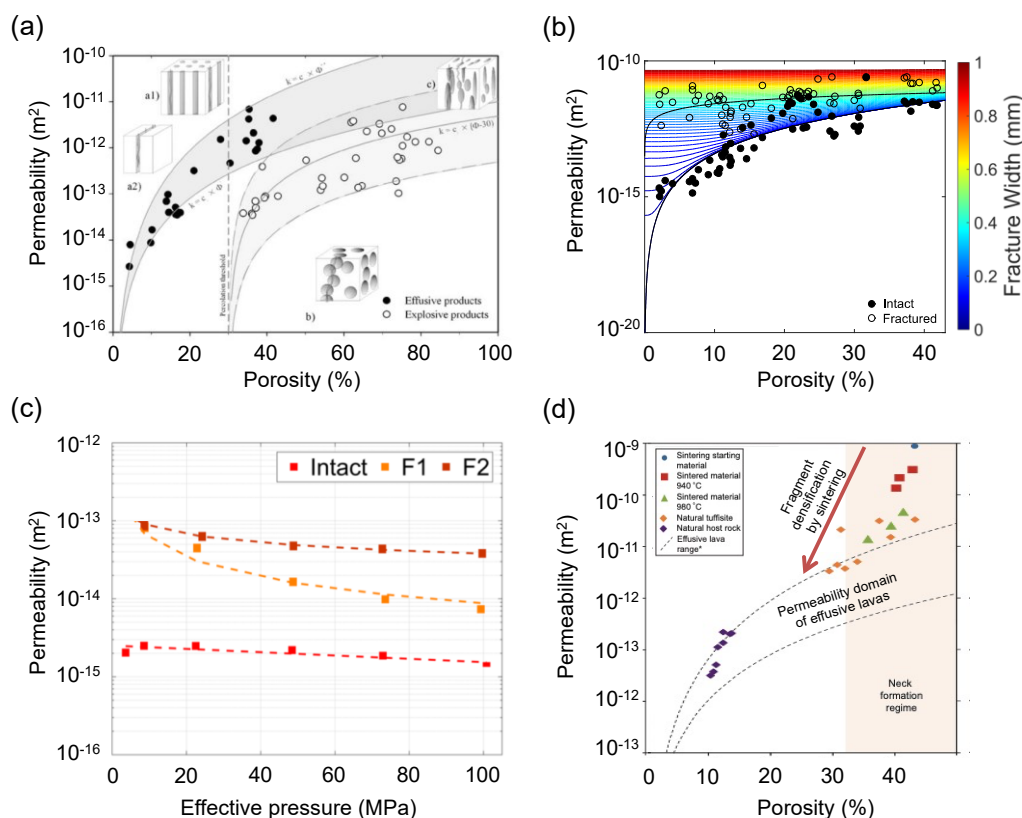 (a)
Permeability (m²)
10⁻¹⁰
10⁻¹¹
10⁻¹²
10⁻¹³
10⁻¹⁴
10⁻¹⁵
10⁻¹⁶
a1)
a2)
c)
b)
Percolation threshold
Effusive products
Explosive products
0 20 40 60 80 100
Porosity (%)
(b)
Permeability (m²)
10⁻¹⁰
10⁻¹⁵
10⁻²⁰
Intact
Fractured
0 10 20 30 40
Porosity (%)
1
0.8
0.6
0.4
0.2
0
Fracture Width (mm)
(c)
Permeability (m²)
10⁻¹²
10⁻¹³
10⁻¹⁴
10⁻¹⁵
10⁻¹⁶
Intact F1 F2
0 20 40 60 80 100
Effective pressure (MPa)
(d)
Permeability (m²)
10⁻⁹
10⁻¹⁰
10⁻¹¹
10⁻¹²
10⁻¹³
10⁻¹²
10⁻¹³
Sintering starting
material
Sintered material
940 °C
Sintered material
980 °C
Natural tuffisite
Natural host rock
Effusive lava
range*
Fragment
densification
by sintering
Permeability domain
of effusive lavas
Neck
formation
regime
0 10 20 30 40
Porosity (%)